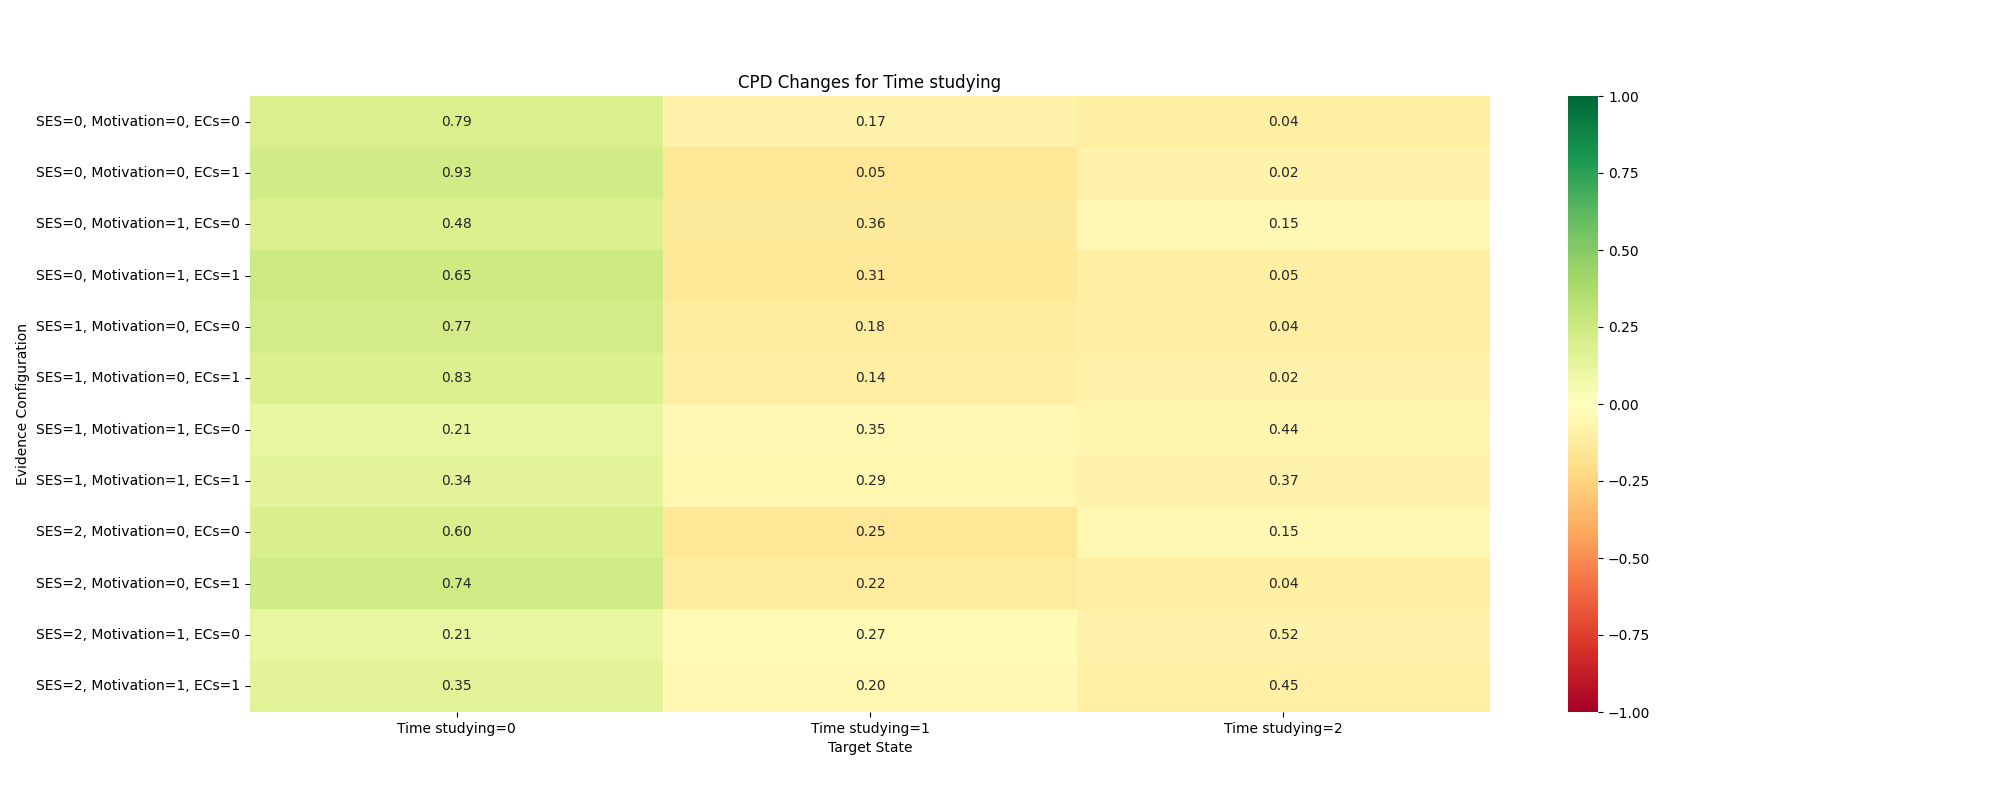 CPD Changes for Time studying
SES=0, Motivation=0, ECs=0 0.79 0.17 0.04
SES=0, Motivation=0, ECs=1 0.93 0.05 0.02
SES=0, Motivation=1, ECs=0 0.48 0.36 0.15
SES=0, Motivation=1, ECs=1 0.65 0.31 0.05
SES=1, Motivation=0, ECs=0 0.77 0.18 0.04
SES=1, Motivation=0, ECs=1 0.83 0.14 0.02
SES=1, Motivation=1, ECs=0 0.21 0.35 0.44
SES=1, Motivation=1, ECs=1 0.34 0.29 0.37
SES=2, Motivation=0, ECs=0 0.60 0.25 0.15
SES=2, Motivation=0, ECs=1 0.74 0.22 0.04
SES=2, Motivation=1, ECs=0 0.21 0.27 0.52
SES=2, Motivation=1, ECs=1 0.35 0.20 0.45
Evidence Configuration
Time studying=0 Time studying=1 Time studying=2
Target State
1.00
0.75
0.50
0.25
0.00
−0.25
−0.50
−0.75
−1.00